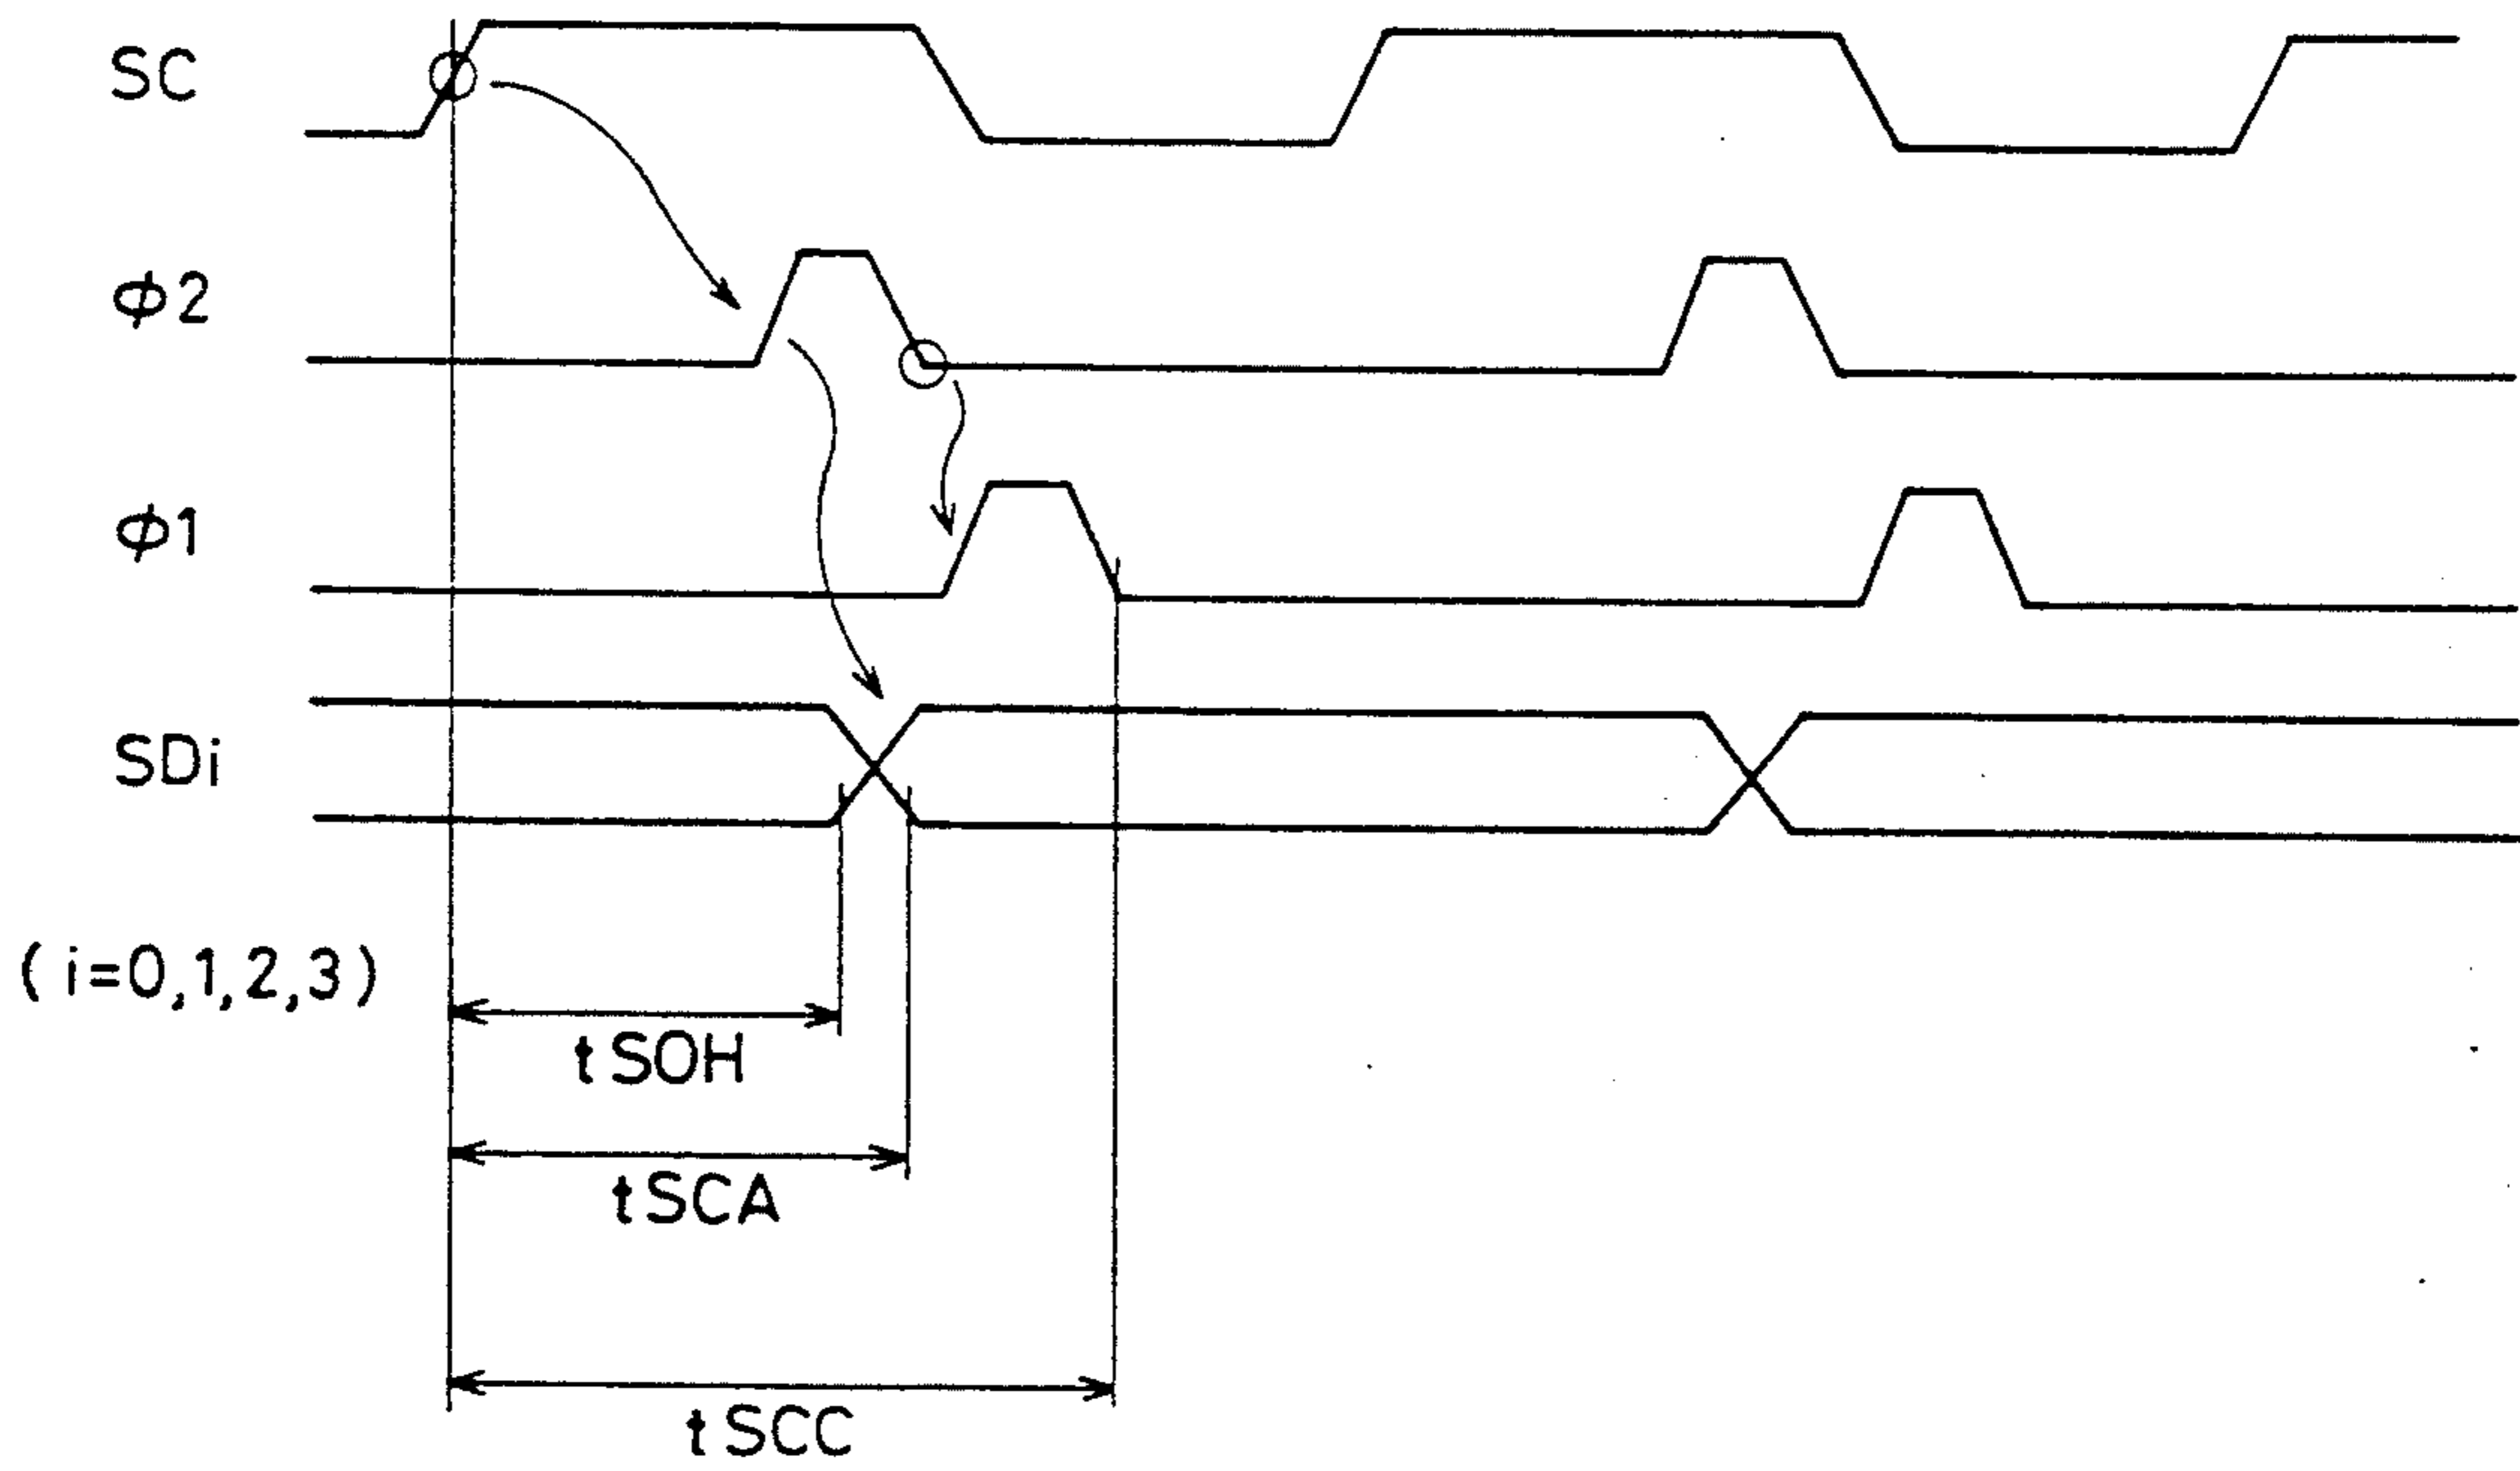 SC
ϕ2
ϕ1
SDi
(i=0,1,2,3)
tSOH
tSCA
tSCC